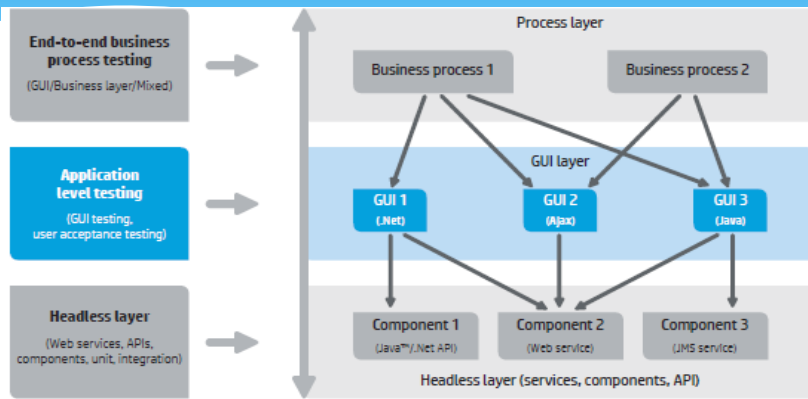 Process layer
End-to-end business
process testing
(GUI/Business layer/Mixed)
Business process 1
Business process 2
GUI layer
Application
level testing
(GUI testing,
user acceptance testing)
GUI 1
(.Net)
GUI 2
(Ajax)
GUI 3
(Java)
Headless layer
(Web services, APIs,
components, unit, integration)
Component 1
(Java™/.Net API)
Component 2
(Web service)
Component 3
(JMS service)
Headless layer (services, components, API)